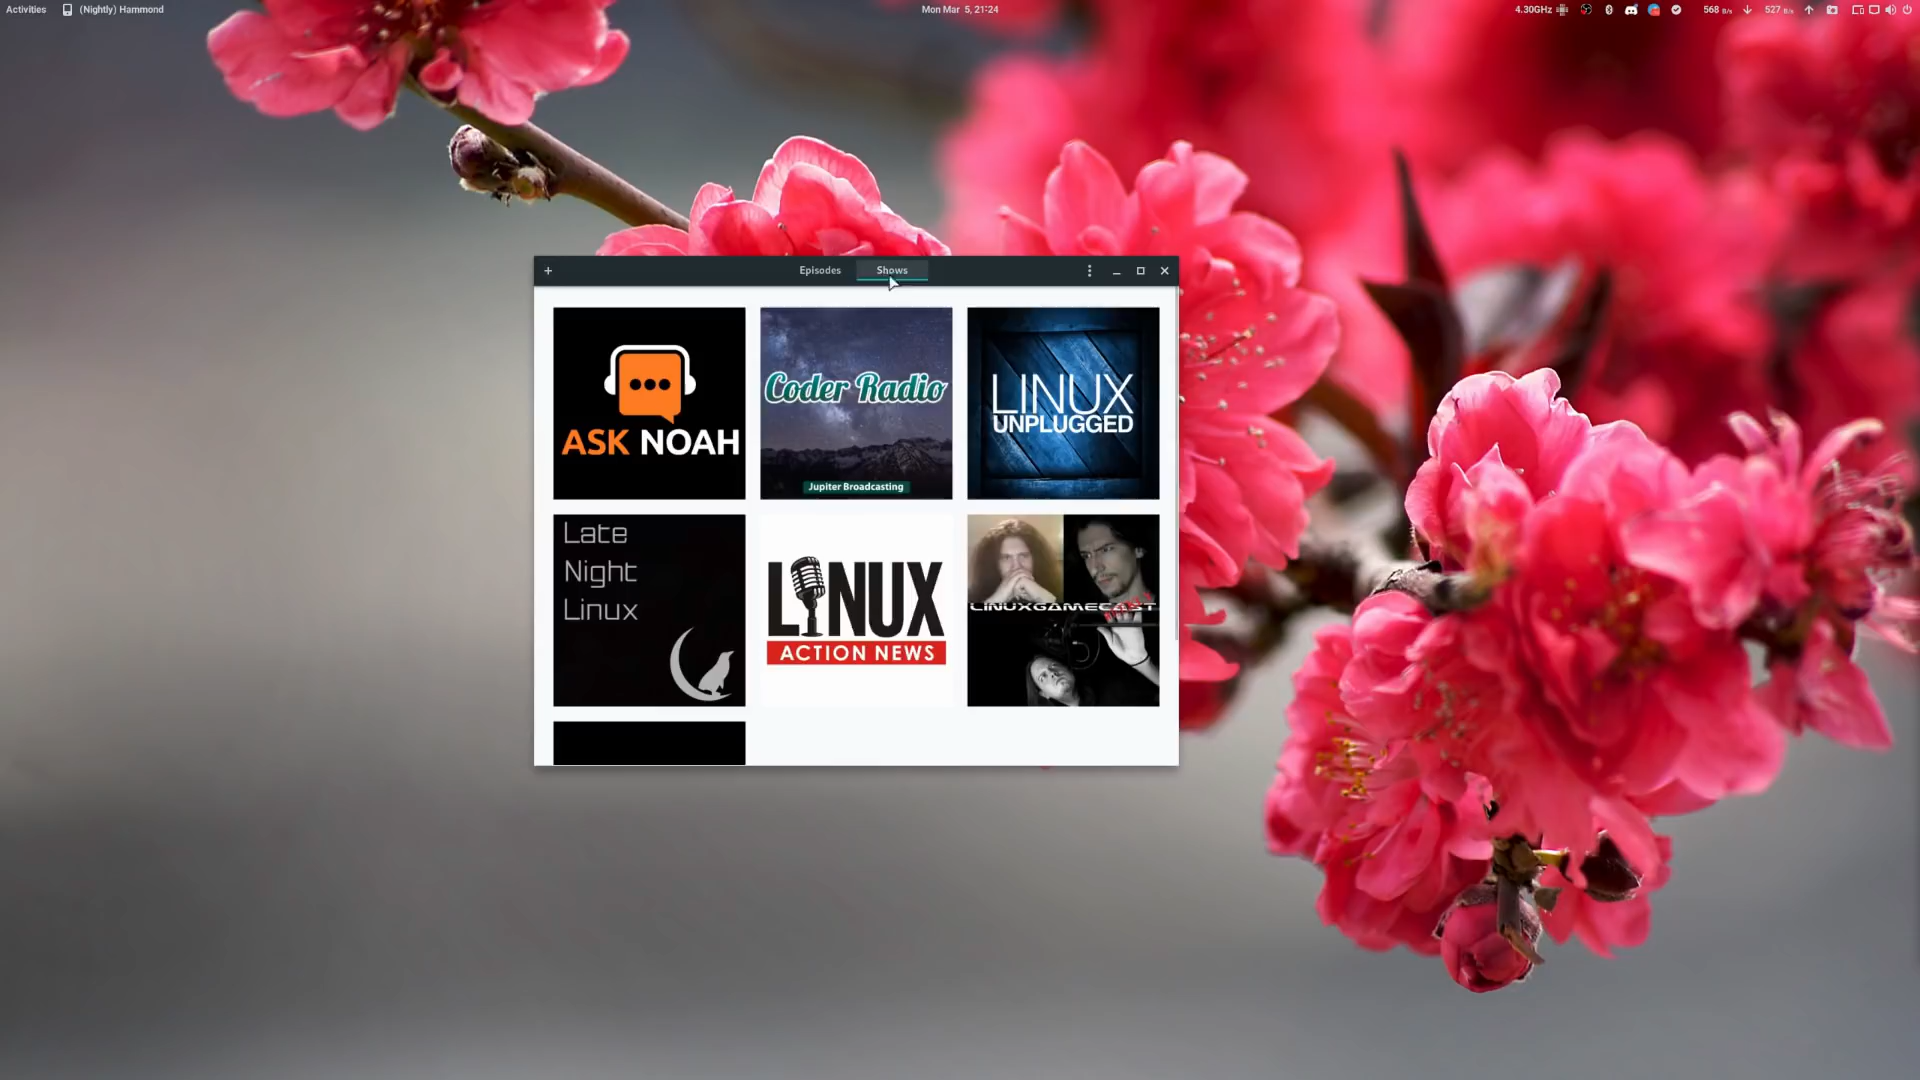 Activities
(Nightly) Hammond
Mon Mar 5, 21:24
4.30GHz
568 B/s
527 B/s
+
Episodes
Shows
ASK NOAH
Coder Radio
Jupiter Broadcasting
LINUX
UNPLUGGED
Late
Night
Linux
LINUX
ACTION NEWS
LINUXGAMECAST